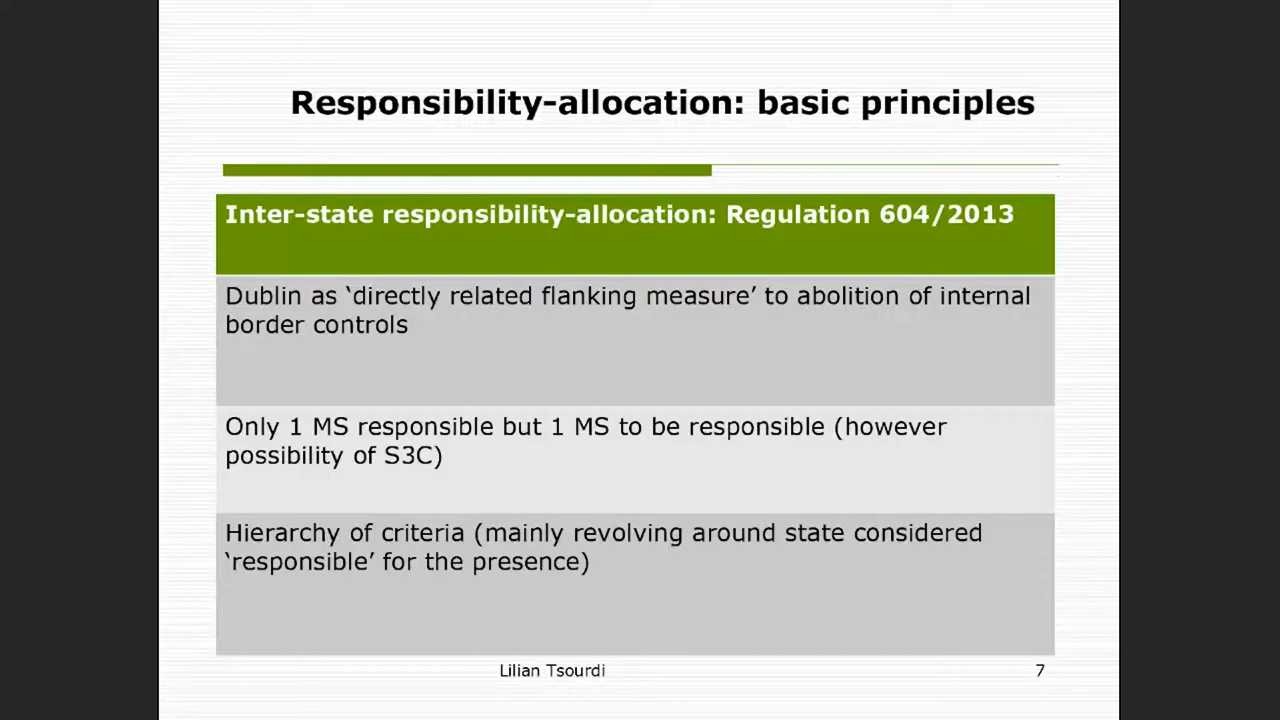 Responsibility-allocation: basic principles
Inter-state responsibility-allocation: Regulation 604/2013
Dublin as ‘directly related flanking measure’ to abolition of internal
border controls
Only 1 MS responsible but 1 MS to be responsible (however
possibility of S3C)
Hierarchy of criteria (mainly revolving around state considered
‘responsible’ for the presence)
Lilian Tsourdi
7